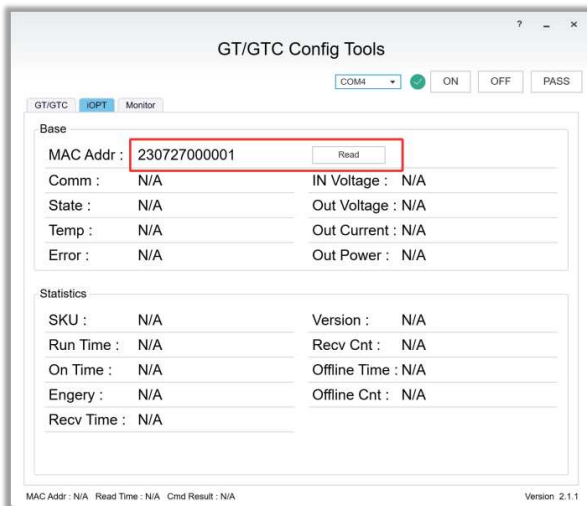 ? – ×
GT/GTC Config Tools
COM4 ON OFF PASS
GT/GTC iOPT Monitor
Base
MAC Addr : 230727000001 Read
Comm : N/A IN Voltage : N/A
State : N/A Out Voltage : N/A
Temp : N/A Out Current : N/A
Error : N/A Out Power : N/A
Statistics
SKU : N/A Version : N/A
Run Time : N/A Recv Cnt : N/A
On Time : N/A Offline Time : N/A
Engery : N/A Offline Cnt : N/A
Recv Time : N/A
MAC Addr : N/A Read Time : N/A Cmd Result : N/A Version 2.1.1